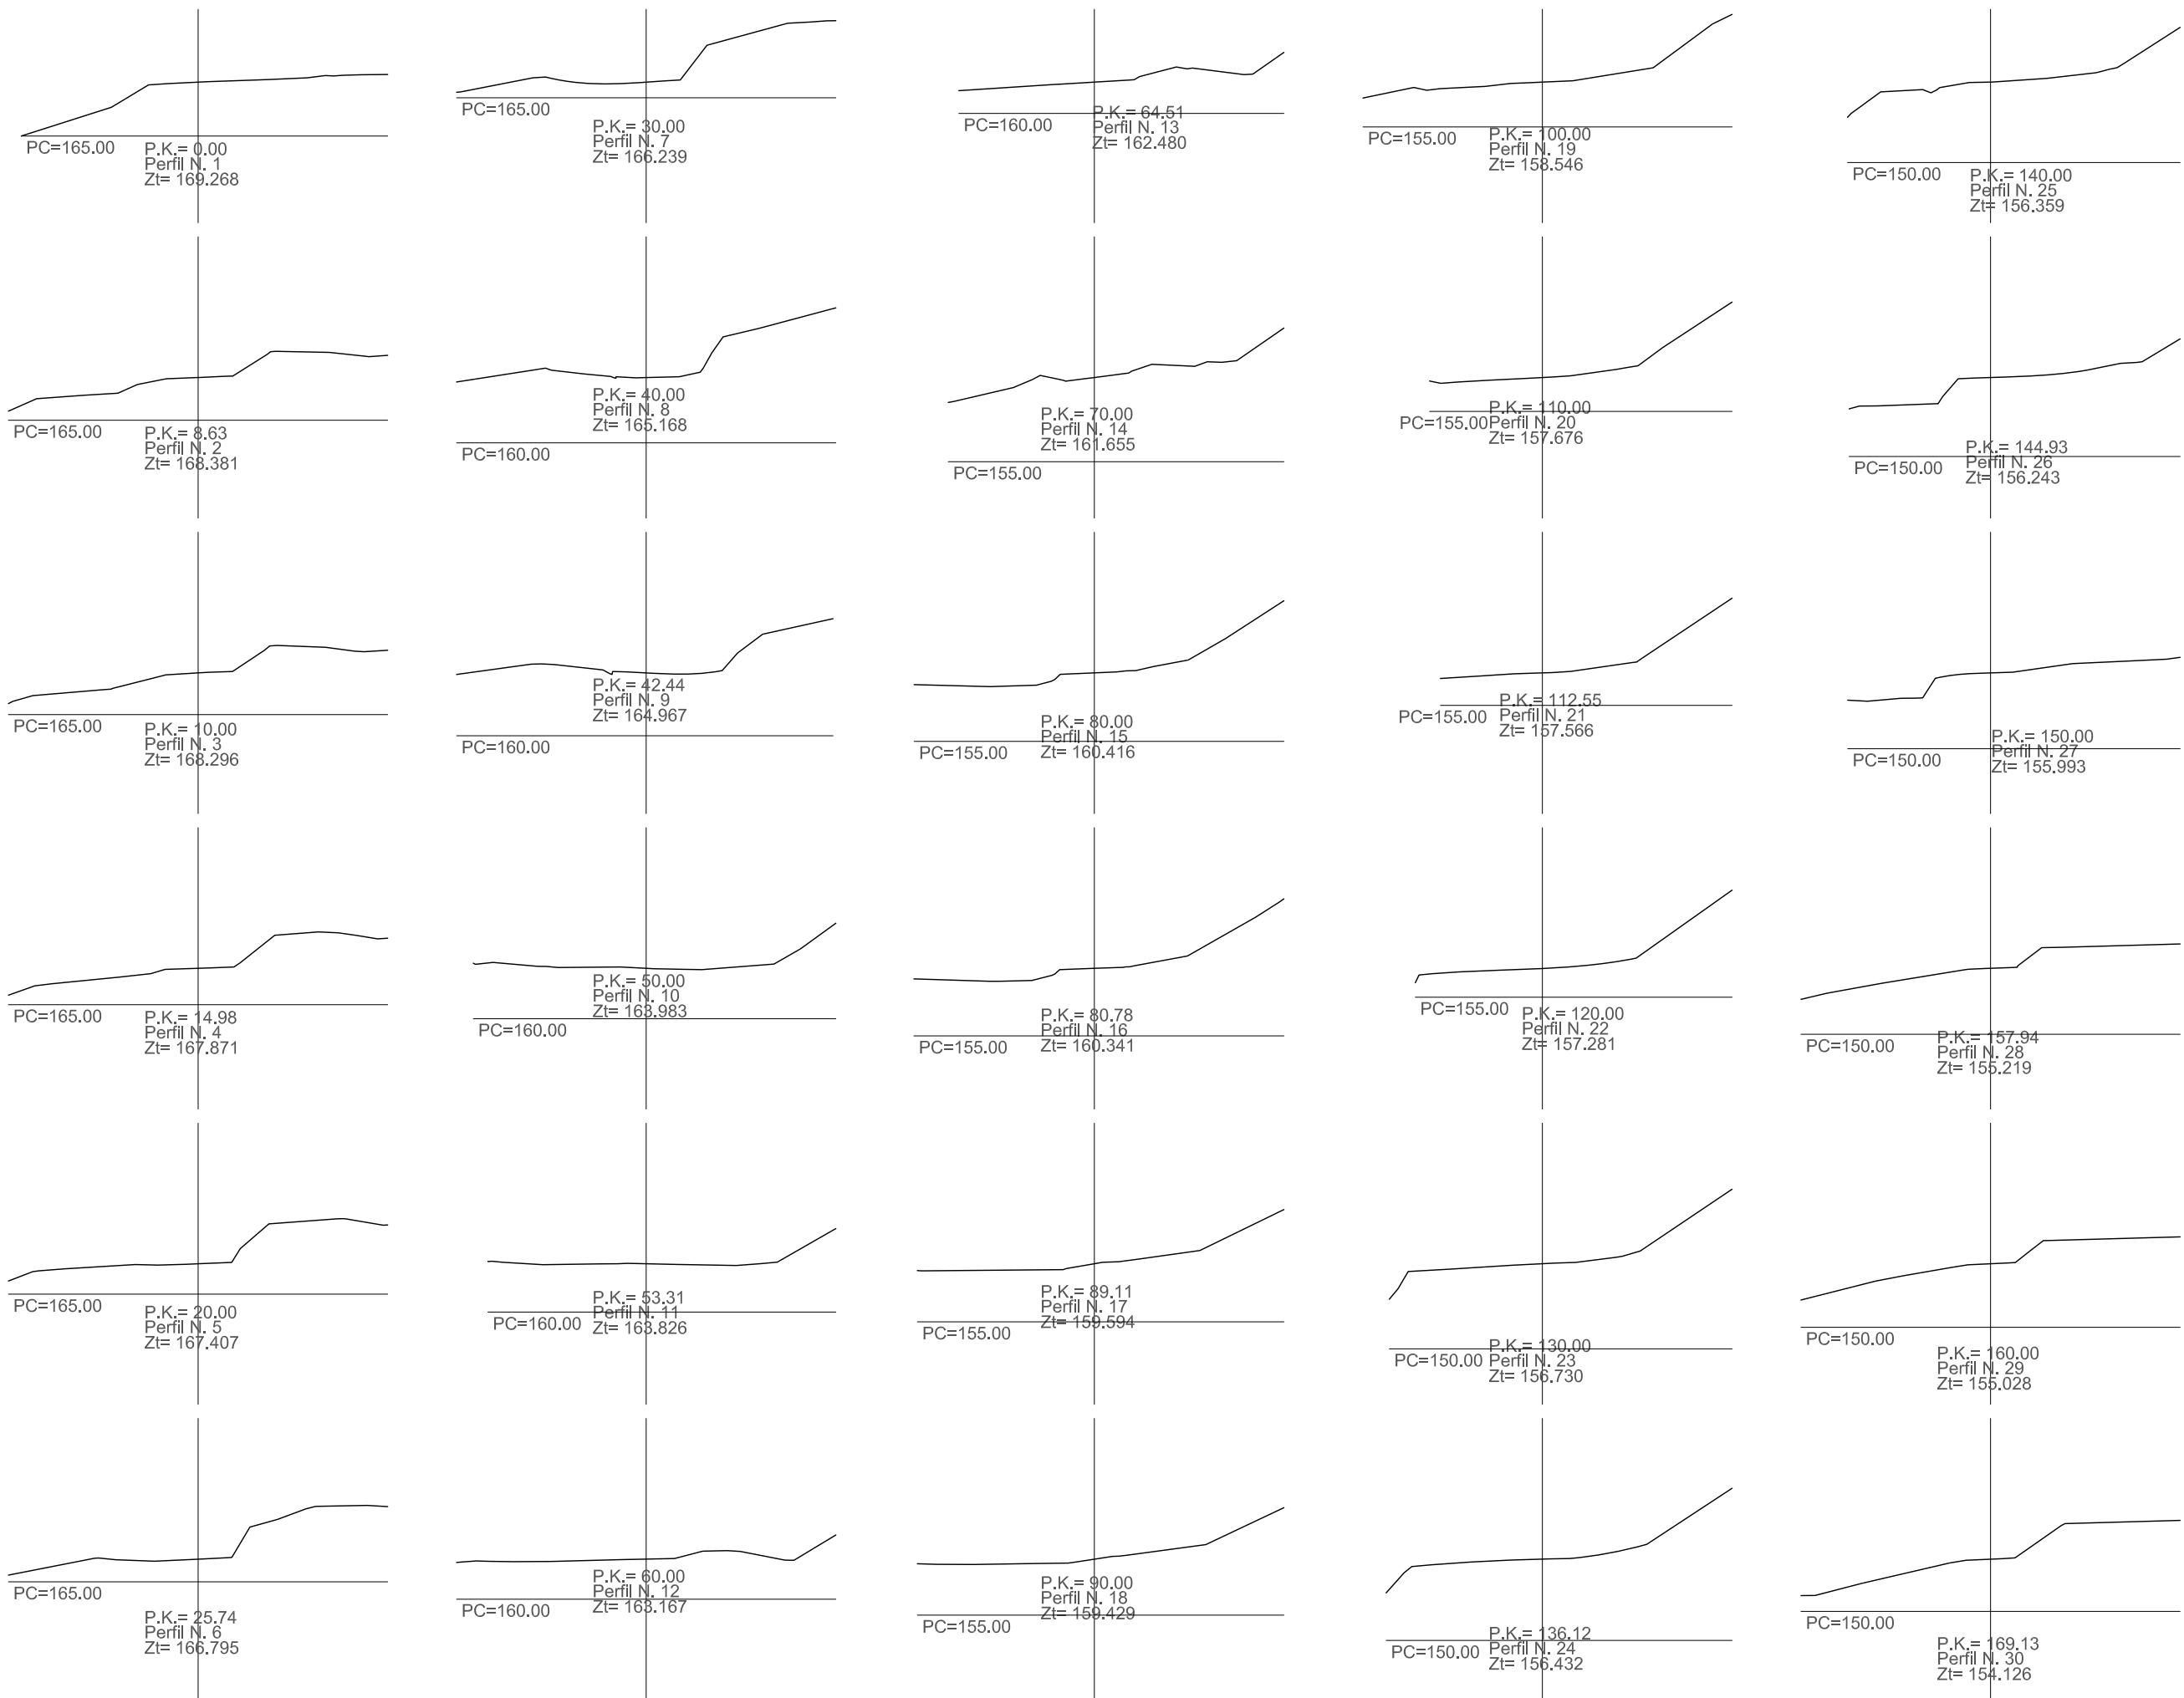 PC=165.00
P.K.= 0.00
Perfil N. 1
Zt= 169.268
PC=165.00
P.K.= 8.63
Perfil N. 2
Zt= 168.381
PC=165.00
P.K.= 10.00
Perfil N. 3
Zt= 168.296
PC=165.00
P.K.= 14.98
Perfil N. 4
Zt= 167.871
PC=165.00
P.K.= 20.00
Perfil N. 5
Zt= 167.407
PC=165.00
P.K.= 25.74
Perfil N. 6
Zt= 166.795
PC=165.00
P.K.= 30.00
Perfil N. 7
Zt= 166.239
P.K.= 40.00
Perfil N. 8
Zt= 165.168
PC=160.00
P.K.= 42.44
Perfil N. 9
Zt= 164.967
PC=160.00
P.K.= 50.00
Perfil N. 10
Zt= 163.983
PC=160.00
P.K.= 53.31
Perfil N. 11
Zt= 163.826
PC=160.00
P.K.= 60.00
Perfil N. 12
Zt= 163.167
PC=160.00
P.K.= 64.51
Perfil N. 13
Zt= 162.480
PC=160.00
P.K.= 70.00
Perfil N. 14
Zt= 161.655
PC=155.00
P.K.= 80.00
Perfil N. 15
Zt= 160.416
PC=155.00
P.K.= 80.78
Perfil N. 16
Zt= 160.341
PC=155.00
P.K.= 89.11
Perfil N. 17
Zt= 159.594
PC=155.00
P.K.= 90.00
Perfil N. 18
Zt= 159.429
PC=155.00
P.K.= 100.00
Perfil N. 19
Zt= 158.546
PC=155.00
P.K.= 110.00
Perfil N. 20
Zt= 157.676
PC=155.00
P.K.= 112.55
Perfil N. 21
Zt= 157.566
PC=155.00
P.K.= 120.00
Perfil N. 22
Zt= 157.281
PC=155.00
P.K.= 130.00
Perfil N. 23
Zt= 156.730
PC=150.00
P.K.= 136.12
Perfil N. 24
Zt= 156.432
PC=150.00
P.K.= 140.00
Perfil N. 25
Zt= 156.359
PC=150.00
P.K.= 144.93
Perfil N. 26
Zt= 156.243
PC=150.00
P.K.= 150.00
Perfil N. 27
Zt= 155.993
PC=150.00
P.K.= 157.94
Perfil N. 28
Zt= 155.219
PC=150.00
P.K.= 160.00
Perfil N. 29
Zt= 155.028
PC=150.00
P.K.= 169.13
Perfil N. 30
Zt= 154.126
PC=150.00